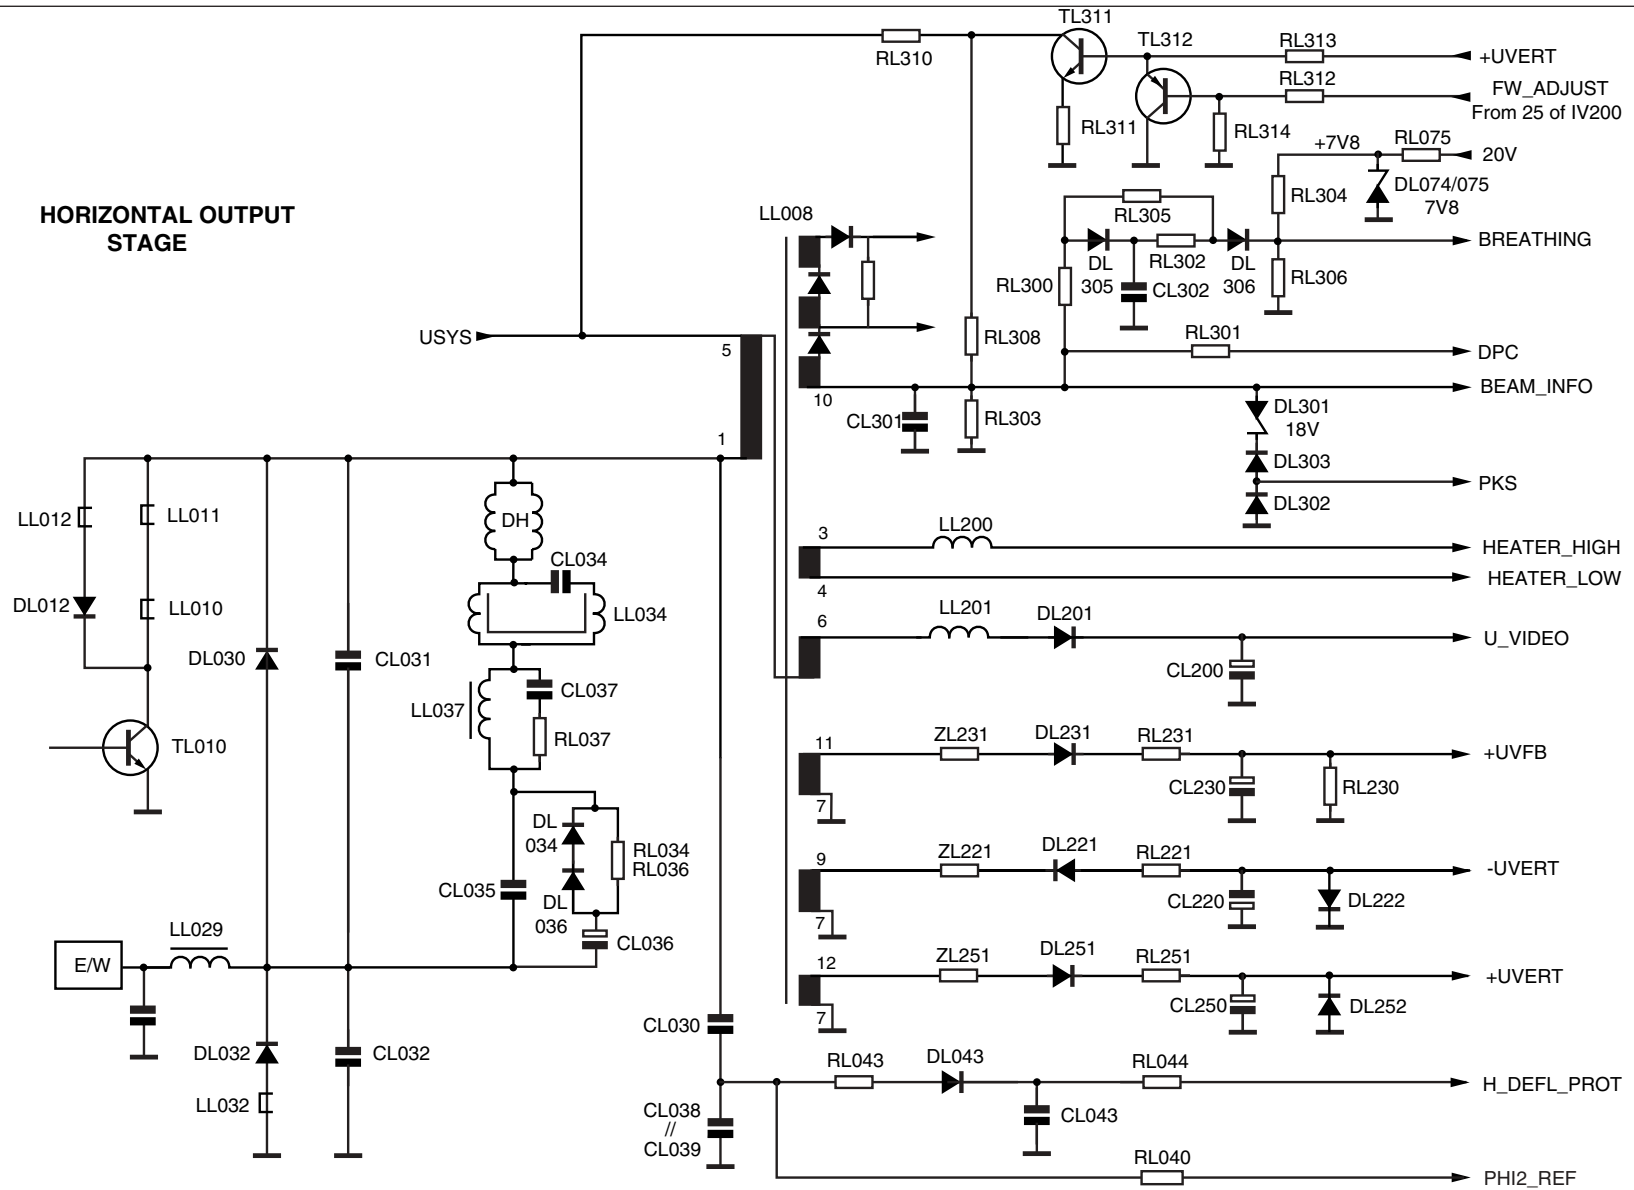 TL311
TL312
RL313
+UVERT
RL310
RL312
FW_ADJUST
From 25 of IV200
RL311
RL314
+7V8
RL075
20V
DL074/075
7V8
RL304
HORIZONTAL OUTPUT
STAGE
LL008
RL305
BREATHING
DL
305
RL302
DL
306
RL300
CL302
RL306
USYS
5
RL308
RL301
DPC
10
BEAM_INFO
CL301
RL303
DL301
18V
1
DL303
PKS
DL302
LL012
LL011
DH
LL200
3
HEATER_HIGH
CL034
4
HEATER_LOW
DL012
LL010
LL034
LL201
DL201
6
U_VIDEO
DL030
CL031
CL200
CL037
LL037
RL037
TL010
11
ZL231
DL231
RL231
+UVFB
CL230
RL230
7
DL
034
RL034
RL036
9
ZL221
DL221
RL221
-UVERT
CL035
DL
036
CL220
DL222
7
LL029
CL036
E/W
12
ZL251
DL251
RL251
+UVERT
CL250
DL252
7
CL030
DL032
CL032
RL043
DL043
RL044
H_DEFL_PROT
LL032
CL038
//
CL039
CL043
RL040
PHI2_REF